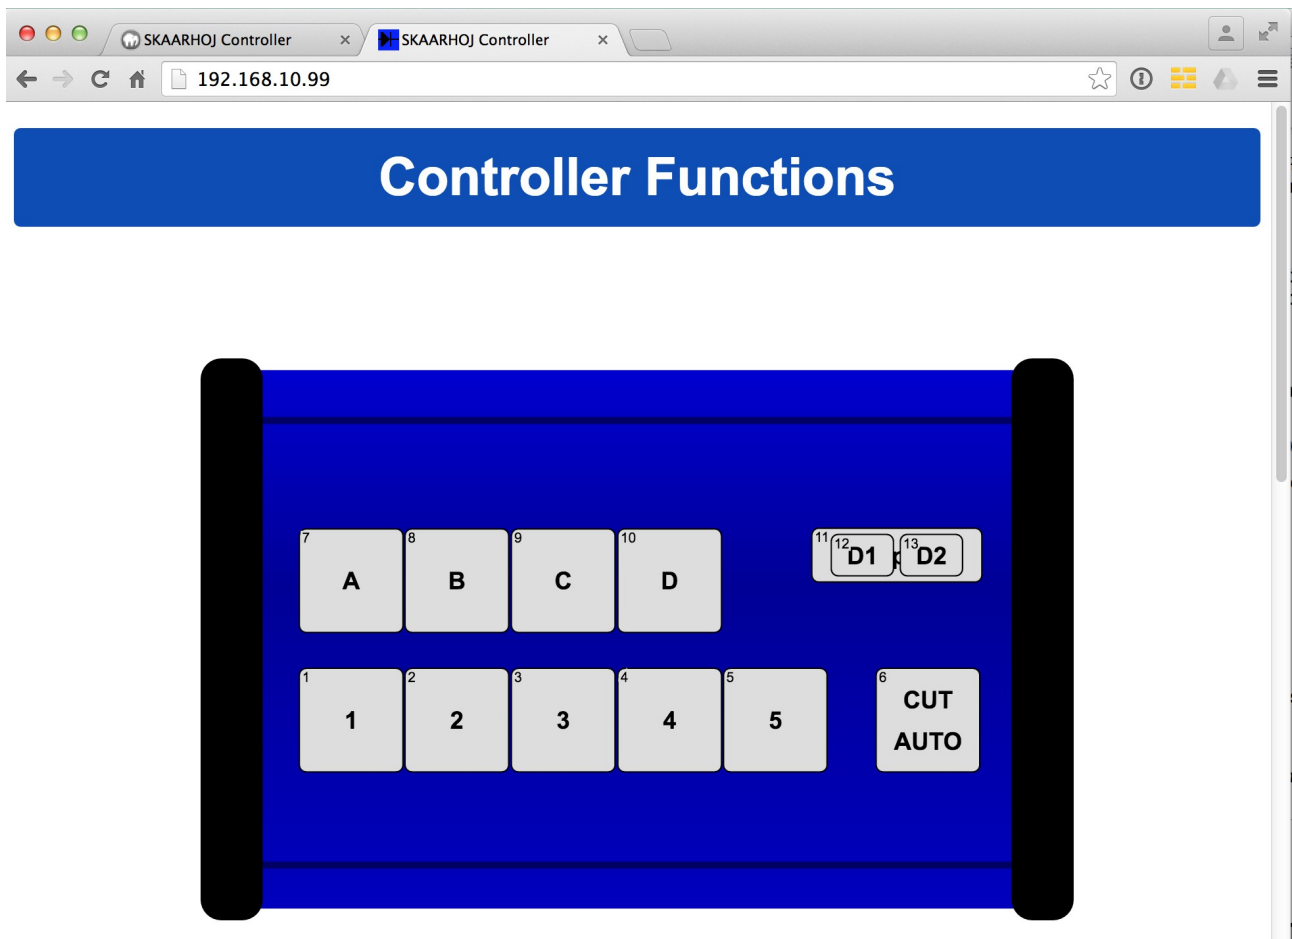 SKAARHOJ Controller
SKAARHOJ Controller
192.168.10.99
Controller Functions
7
A
8
B
9
C
10
D
11
12
D1
13
D2
1
1
2
2
3
3
4
4
5
5
6
CUT
AUTO